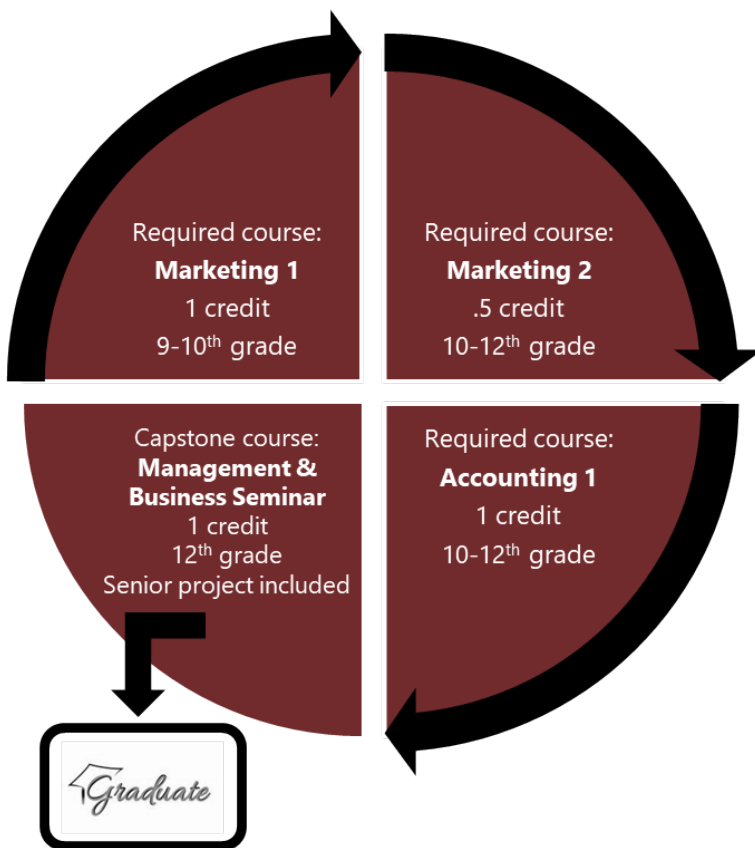 Required course:
Marketing 1
1 credit
9-10th grade
Required course:
Marketing 2
.5 credit
10-12th grade
Capstone course:
Management &
Business Seminar
1 credit
12th grade
Senior project included
Required course:
Accounting 1
1 credit
10-12th grade
Graduate